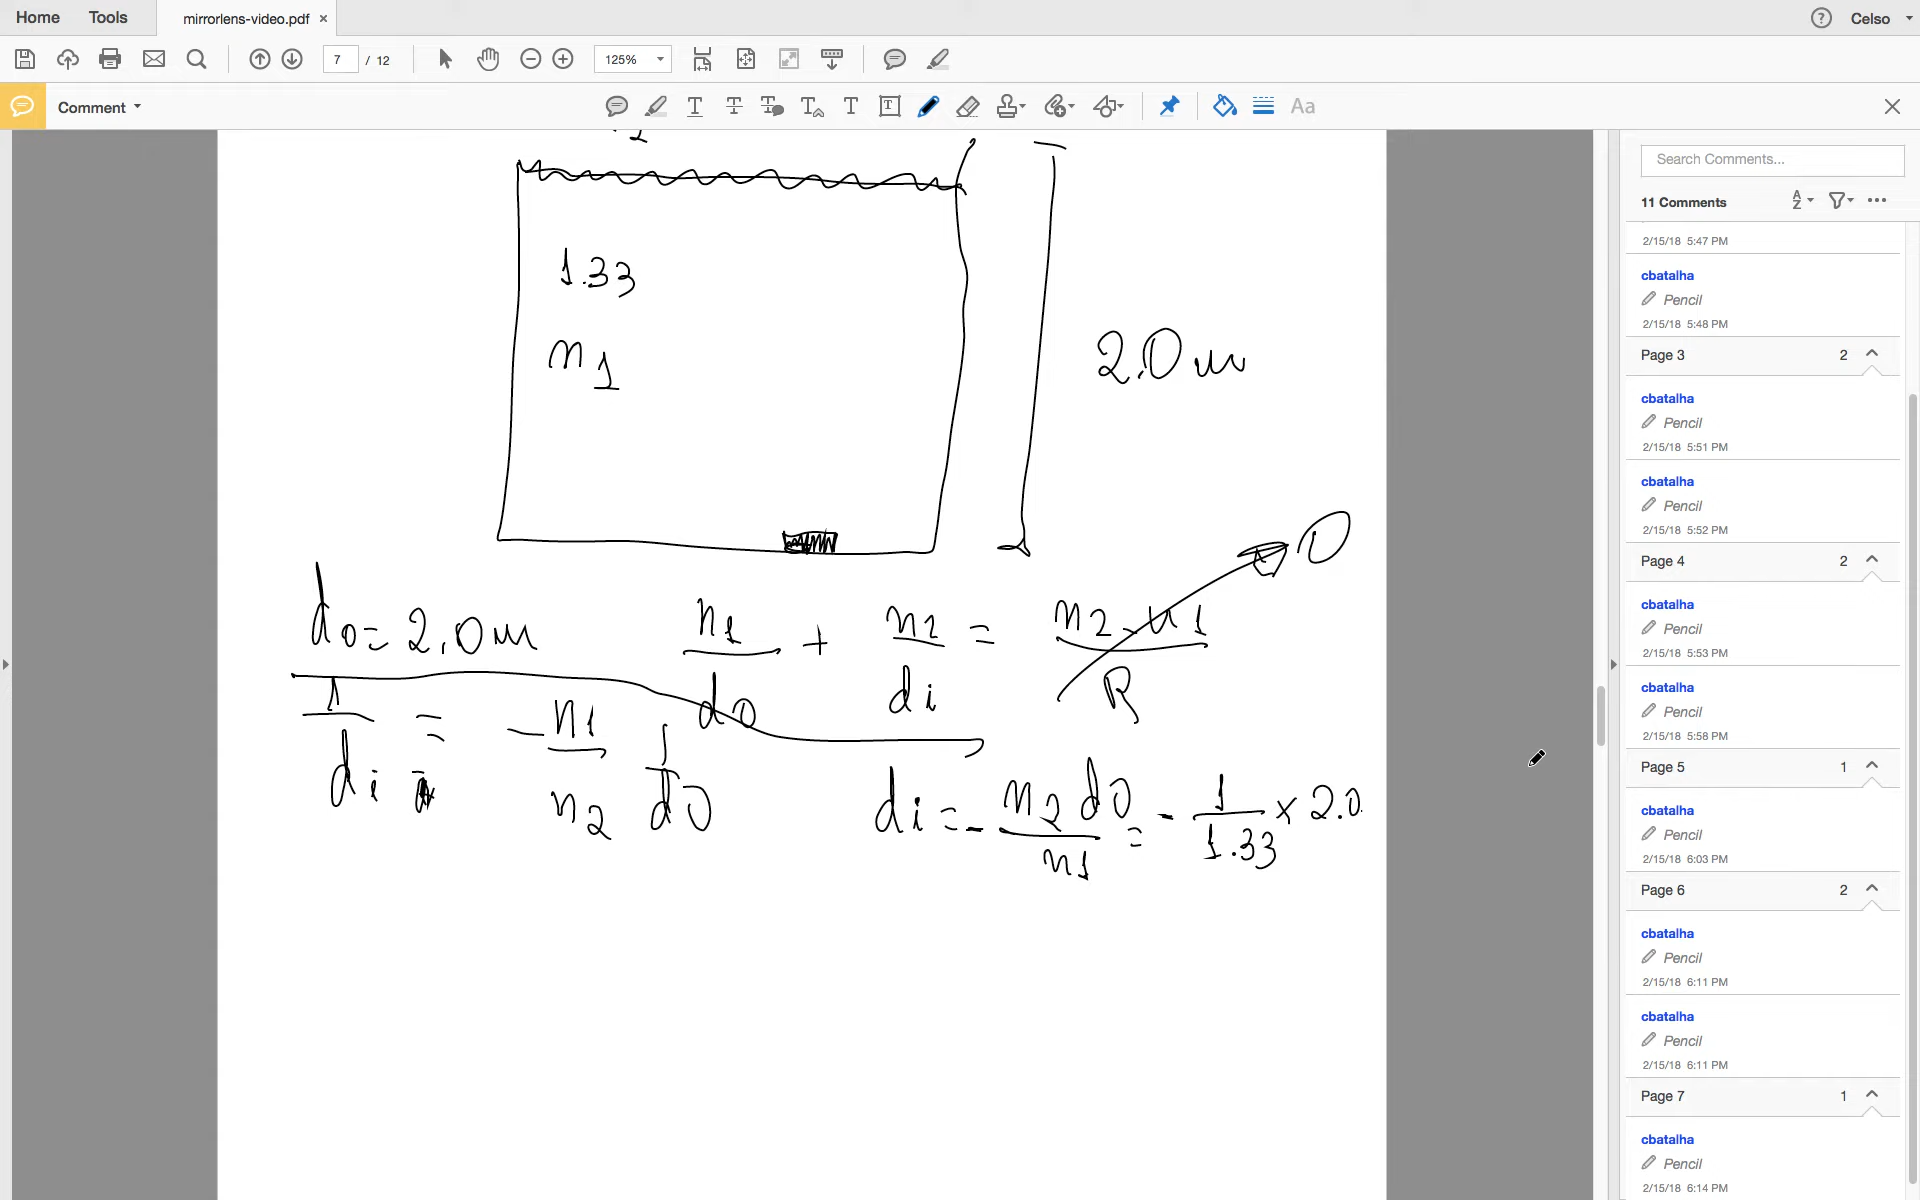 Home Tools mirrorlens-video.pdf × Celso
7 / 12 125%
Comment Aa
Search Comments...
11 Comments
2/15/18 5:47 PM
cbatalha
Pencil
2/15/18 5:48 PM
Page 3 2
cbatalha
Pencil
2/15/18 5:51 PM
cbatalha
Pencil
2/15/18 5:52 PM
Page 4 2
cbatalha
Pencil
2/15/18 5:53 PM
cbatalha
Pencil
2/15/18 5:58 PM
Page 5 1
cbatalha
Pencil
2/15/18 6:03 PM
Page 6 2
cbatalha
Pencil
2/15/18 6:11 PM
cbatalha
Pencil
2/15/18 6:11 PM
Page 7 1
cbatalha
Pencil
2/15/18 6:14 PM
1.33
n1
2.0 m
do = 2.0 m n1/do + n2/di = n2 - n1/R 0
1/di = - n1/n2 1/do
di = - n2 do/n1 = - 1/1.33 × 2.0